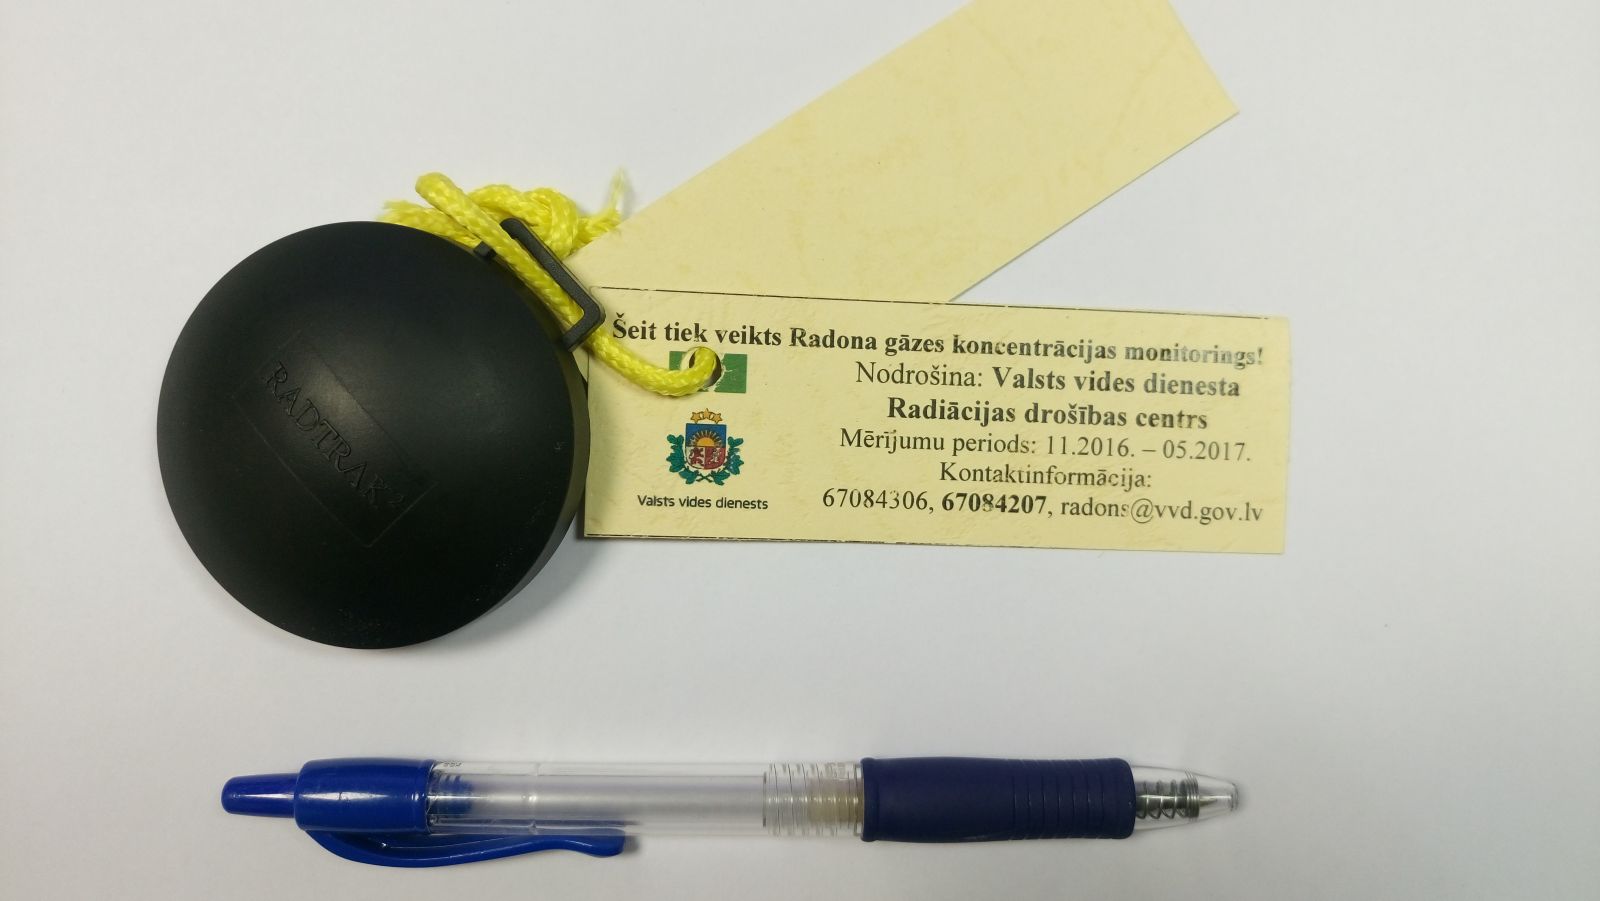 RADTRAK²
Šeit tiek veikts Radona gāzes koncentrācijas monitorings!
Nodrošina: Valsts vides dienesta
Radiācijas drošības centrs
Mērījumu periods: 11.2016. – 05.2017.
Kontaktinformācija:
67084306, 67084207, radons@vvd.gov.lv
Valsts vides dienests